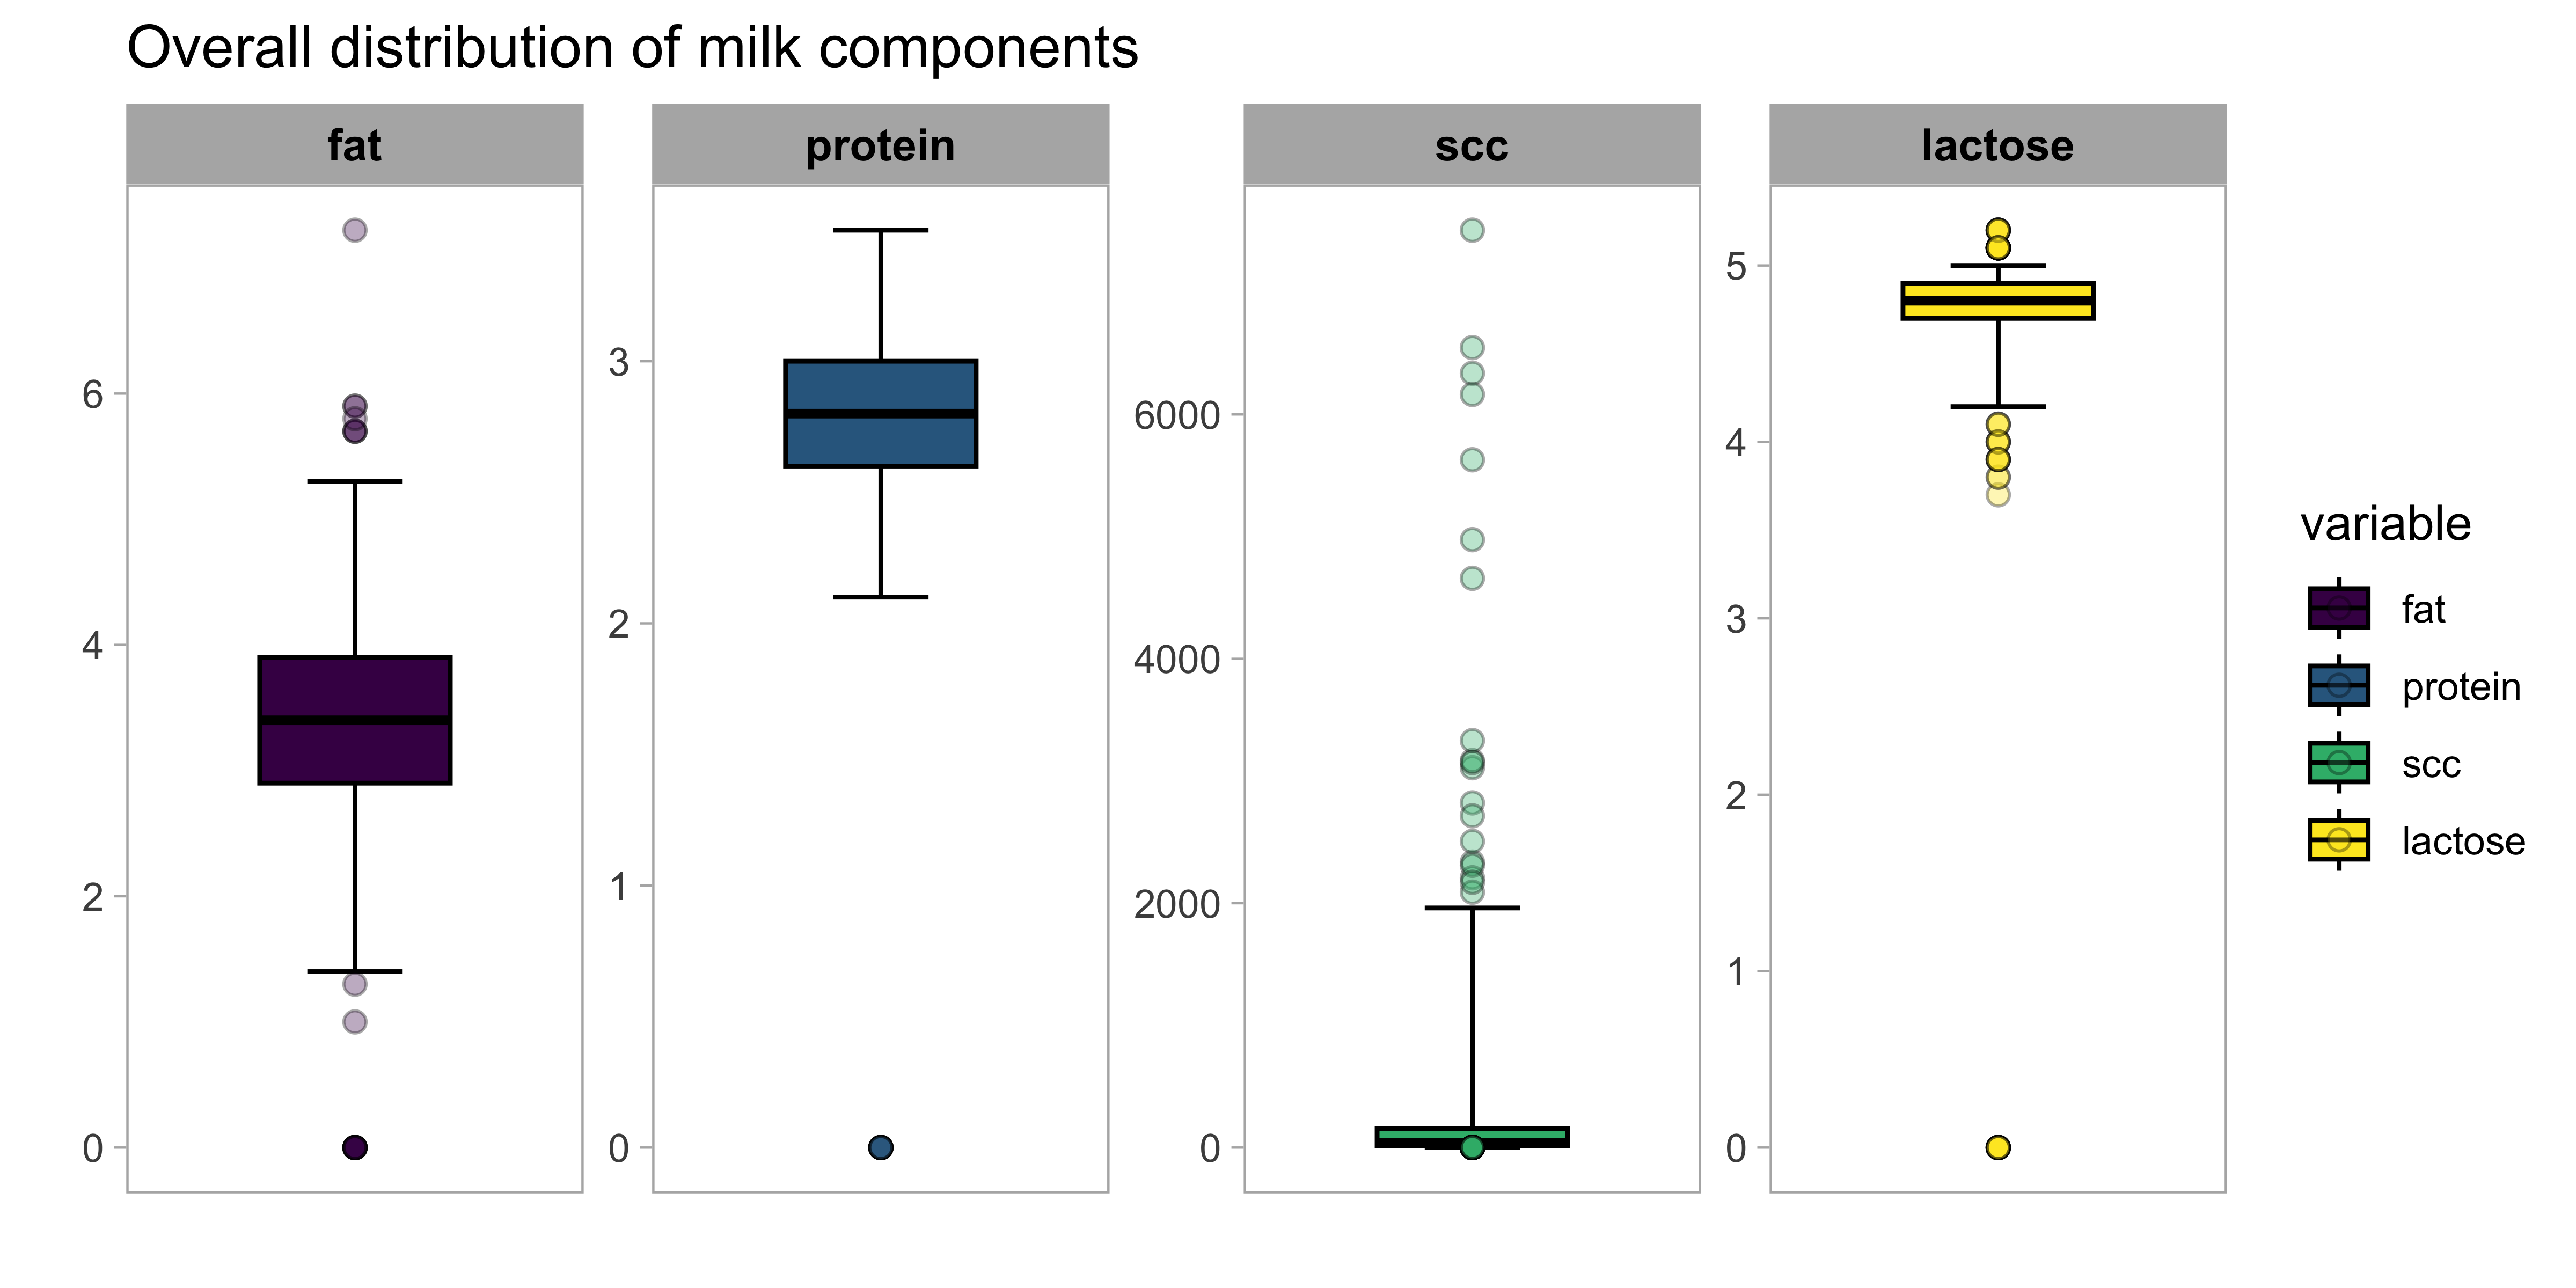 Overall distribution of milk components
fat
protein
scc
lactose
6
4
2
0
3
2
1
0
6000
4000
2000
0
5
4
3
2
1
0
variable
fat
protein
scc
lactose